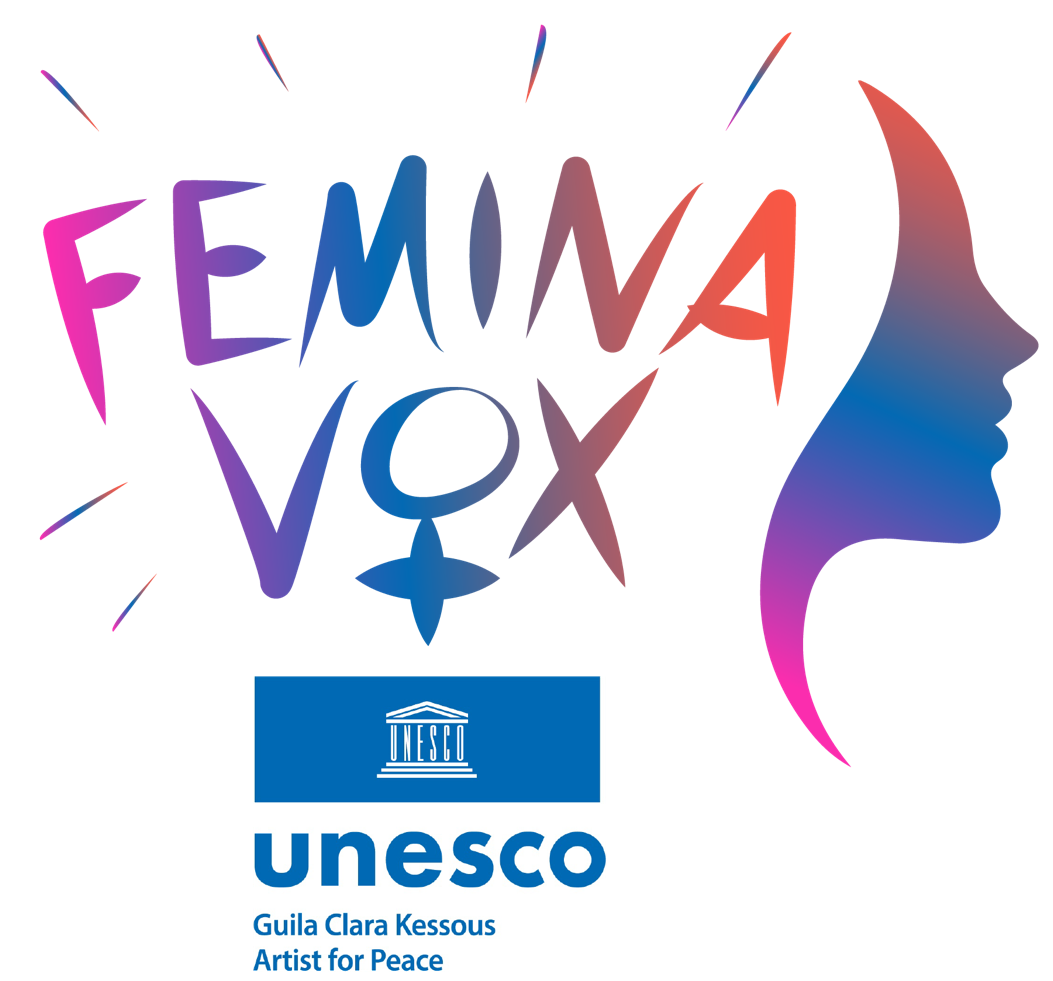 FEMINA
VOX
UNESCO
unesco
Guila Clara Kessous
Artist for Peace